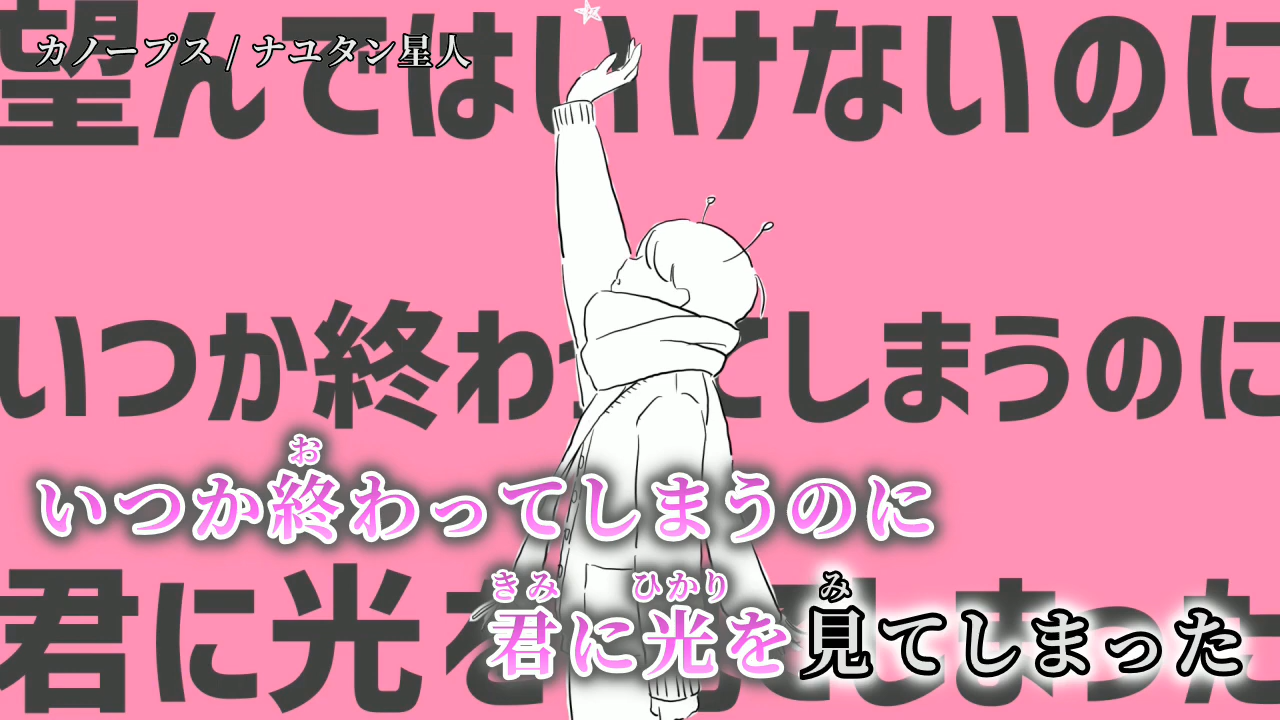 カノープス / ナユタン星人
望んではいけないのに
いつか終わってしまうのに
お
いつか終わってしまうのに
君に光を見てしまった
きみ ひかり み
君に光を見てしまった